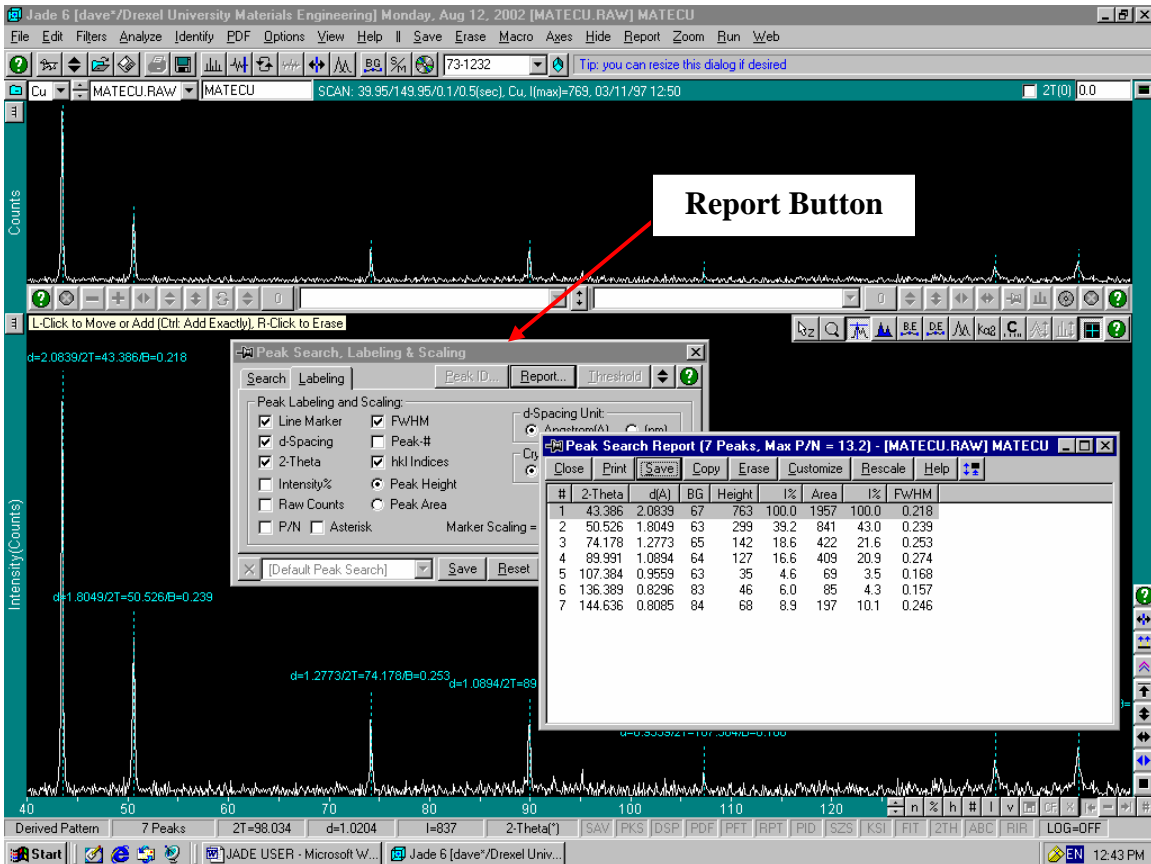 Jade 6 [dave*/Drexel University Materials Engineering] Monday, Aug 12, 2002 [MATECU.RAW] MATECU
File Edit Filters Analyze Identify PDF Options View Help || Save Erase Macro Axes Hide Report Zoom Run Web
BG S/M 73-1232 Tip: you can resize this dialog if desired
Cu MATECU.RAW MATECU SCAN: 39.95/149.95/0.1/0.5(sec), Cu, I(max)=769, 03/11/97 12:50 2T(0) 0.0
Counts
Report Button
0 0
L-Click to Move or Add (Ctrl: Add Exactly), R-Click to Erase
Z B.E. D.E. Kα2 .C.
d=2.0839/2T=43.386/B=0.218
Peak Search, Labeling & Scaling
Search Labeling Peak ID... Report... Threshold
Peak Labeling and Scaling:
Line Marker FWHM
d-Spacing Peak-#
2-Theta hkl Indices
Intensity% Peak Height
Raw Counts Peak Area
P/N Asterisk Marker Scaling =
d-Spacing Unit:
Angstrom(A) (nm)
[Default Peak Search] Save Reset
Peak Search Report (7 Peaks, Max P/N = 13.2) - [MATECU.RAW] MATECU
Close Print Save Copy Erase Customize Rescale Help
# 2-Theta d(A) BG Height I% Area I% FWHM
1 43.386 2.0839 67 763 100.0 1957 100.0 0.218
2 50.526 1.8049 63 299 39.2 841 43.0 0.239
3 74.178 1.2773 65 142 18.6 422 21.6 0.253
4 89.991 1.0894 64 127 16.6 409 20.9 0.274
5 107.384 0.9559 63 35 4.6 69 3.5 0.168
6 136.389 0.8296 83 46 6.0 85 4.3 0.157
7 144.636 0.8085 84 68 8.9 197 10.1 0.246
Intensity(Counts)
d=1.8049/2T=50.526/B=0.239
d=1.2773/2T=74.178/B=0.253
d=1.0894/2T=89
40 50 60 70 80 90 100 110 120
n % h # l v
Derived Pattern 7 Peaks 2T=98.034 d=1.0204 I=837 2-Theta(°) SAV PKS DSP PDF PFT RPT PID SZS KSI FIT 2TH ABC RIR LOG=OFF
Start JADE USER - Microsoft W... Jade 6 [dave*/Drexel Univ... EN 12:43 PM